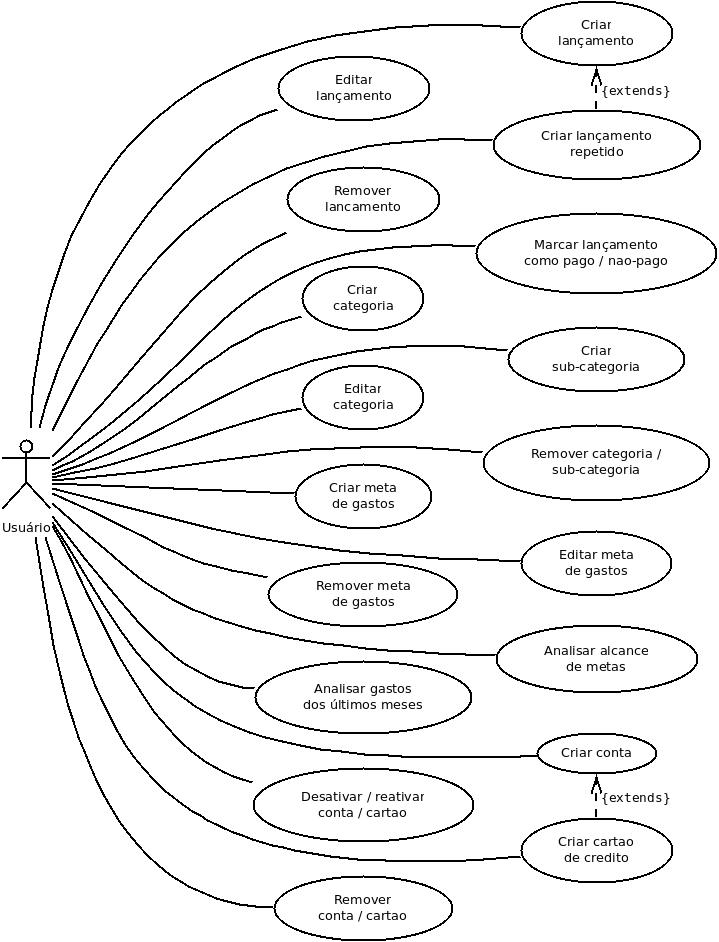 Criar
lançamento
Editar
lançamento
{extends}
Criar lançamento
repetido
Remover
lancamento
Marcar lançamento
como pago / nao-pago
Criar
categoria
Criar
sub-categoria
Editar
categoria
Remover categoria /
sub-categoria
Criar meta
de gastos
Usuário
Editar meta
de gastos
Remover meta
de gastos
Analisar alcance
de metas
Analisar gastos
dos últimos meses
Criar conta
{extends}
Desativar / reativar
conta / cartao
Criar cartao
de credito
Remover
conta / cartao